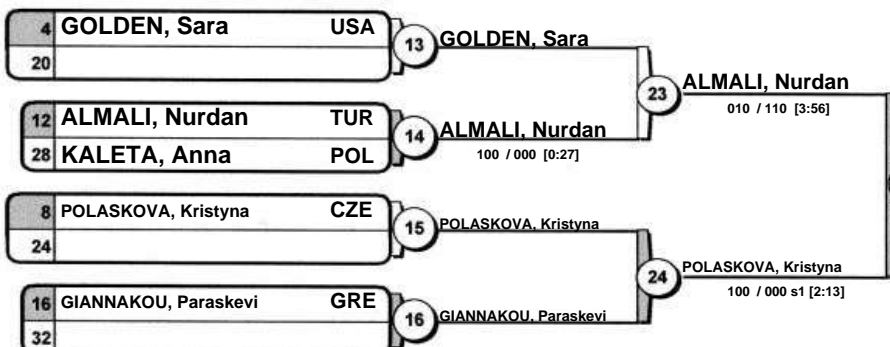 4 GOLDEN, Sara USA
20
13 GOLDEN, Sara
12 ALMALI, Nurdan TUR
28 KALETA, Anna POL
14 ALMALI, Nurdan
100 / 000 [0:27]
23 ALMALI, Nurdan
010 / 110 [3:56]
8 POLASKOVA, Kristyna CZE
24
15 POLASKOVA, Kristyna
16 GIANNAKOU, Paraskevi GRE
32
16 GIANNAKOU, Paraskevi
24 POLASKOVA, Kristyna
100 / 000 s1 [2:13]